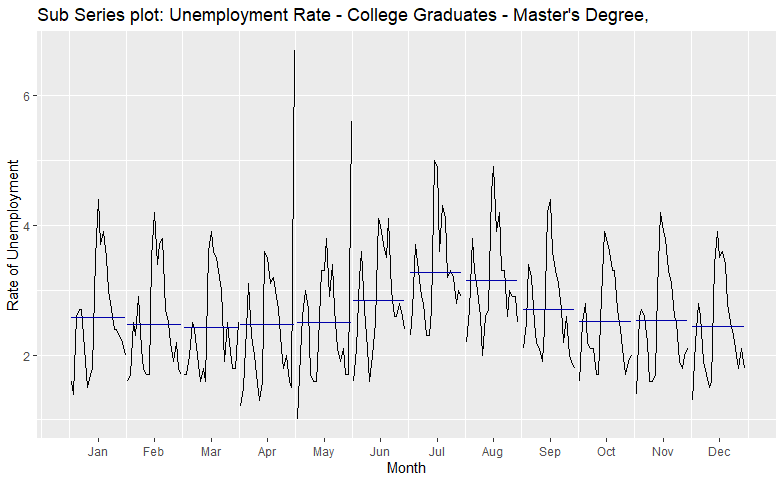 Sub Series plot: Unemployment Rate - College Graduates - Master's Degree,
Rate of Unemployment
6
4
2
Jan Feb Mar Apr May Jun Jul Aug Sep Oct Nov Dec
Month